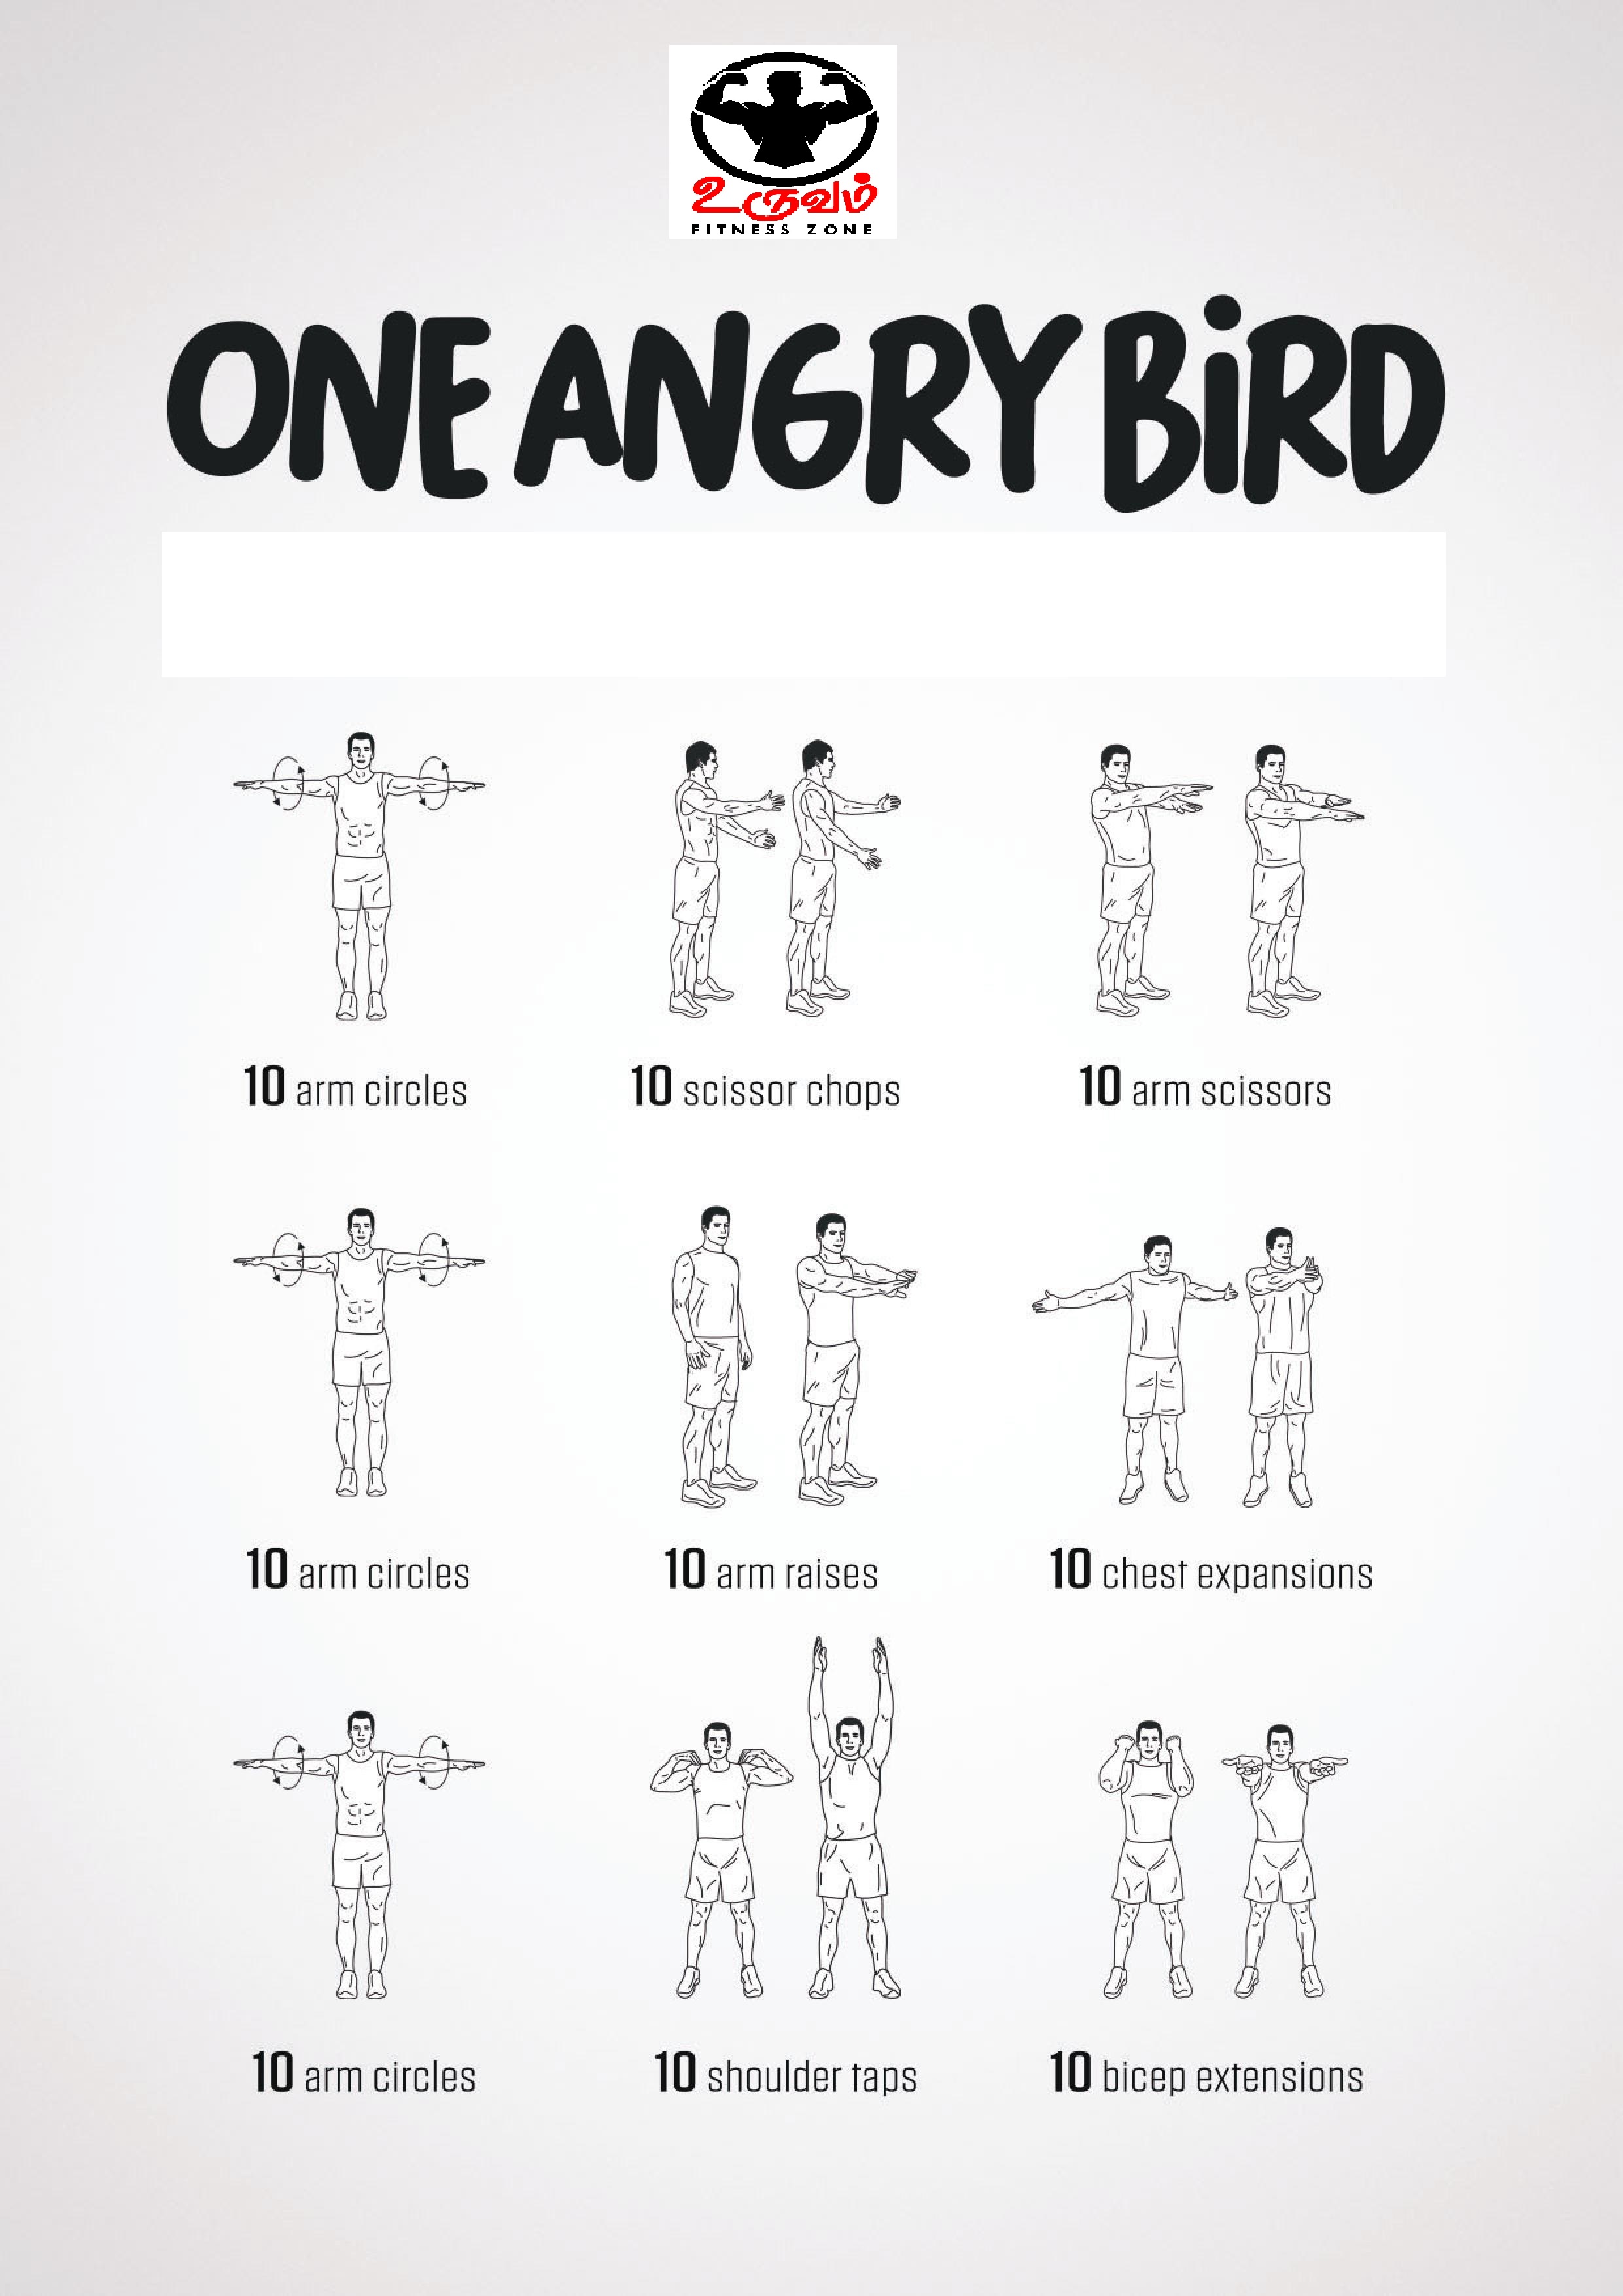 உருவம்
FITNESS ZONE
ONE ANGRY BiRD
10 arm circles
10 scissor chops
10 arm scissors
10 arm circles
10 arm raises
10 chest expansions
10 arm circles
10 shoulder taps
10 bicep extensions